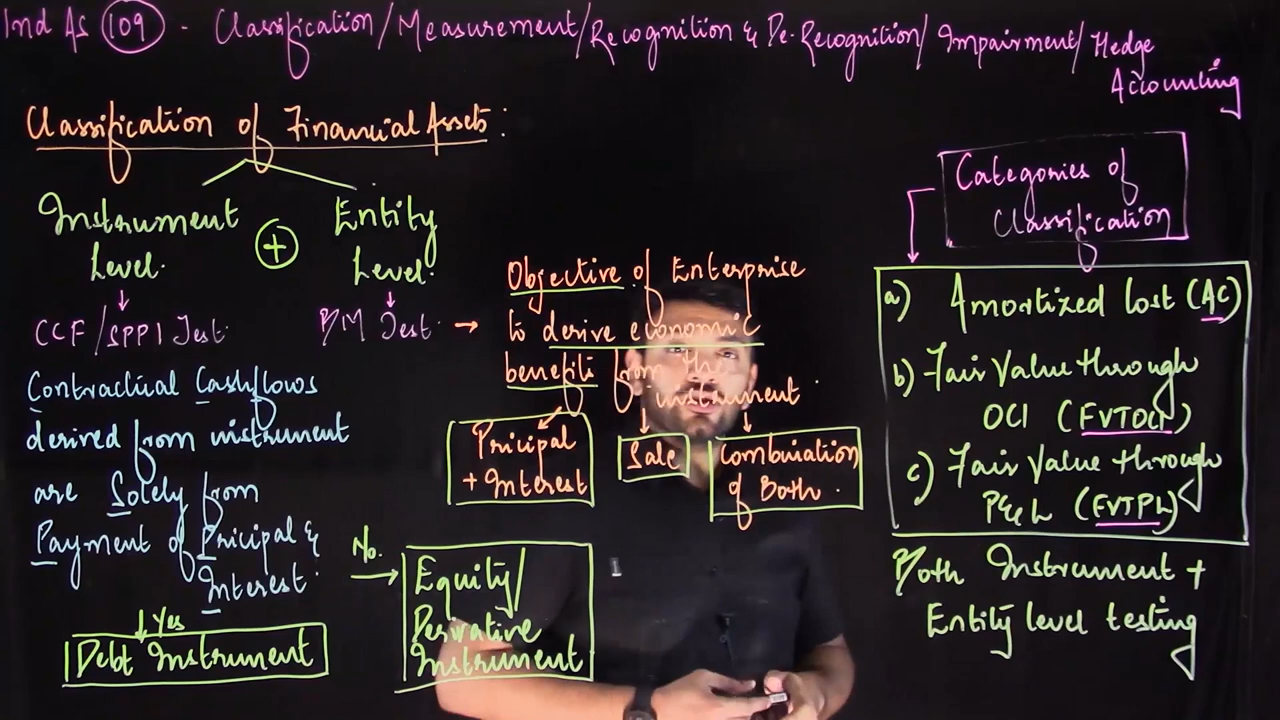 Ind As 109 - Classification/Measurement/Recognition & De-Recognition/Impairment/Hedge
Accounting
Classification of Financial Assets:
Instrument
Level.
+
Entity
Level.
CCF/SPPI Test.
B/M Test. →
Contractual Cashflows
derived from instrument
are Solely from
Payment of Pricipal &
Interest.
Yes
Debt Instrument
No.
Equity/
Derivative
Instrument
Objective of Enterprise
to derive economic
benefits from the
instrument.
Pricipal
+ Interest
Sale
Combination
of Both.
Categories of
Classification
a) Amortized Cost (AC)
b) Fair Value through
OCI (FVTOCI)
c) Fair Value through
P&L (FVTPL)
Both Instrument +
Entity level testing